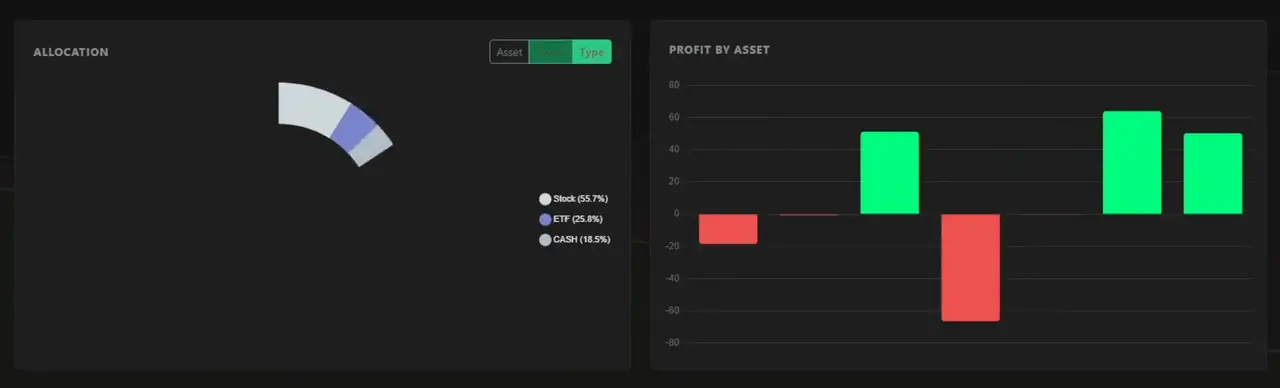 ALLOCATION
Asset
Type
Stock (55.7%)
ETF (25.8%)
CASH (18.5%)
PROFIT BY ASSET
80
60
40
20
0
-20
-40
-60
-80